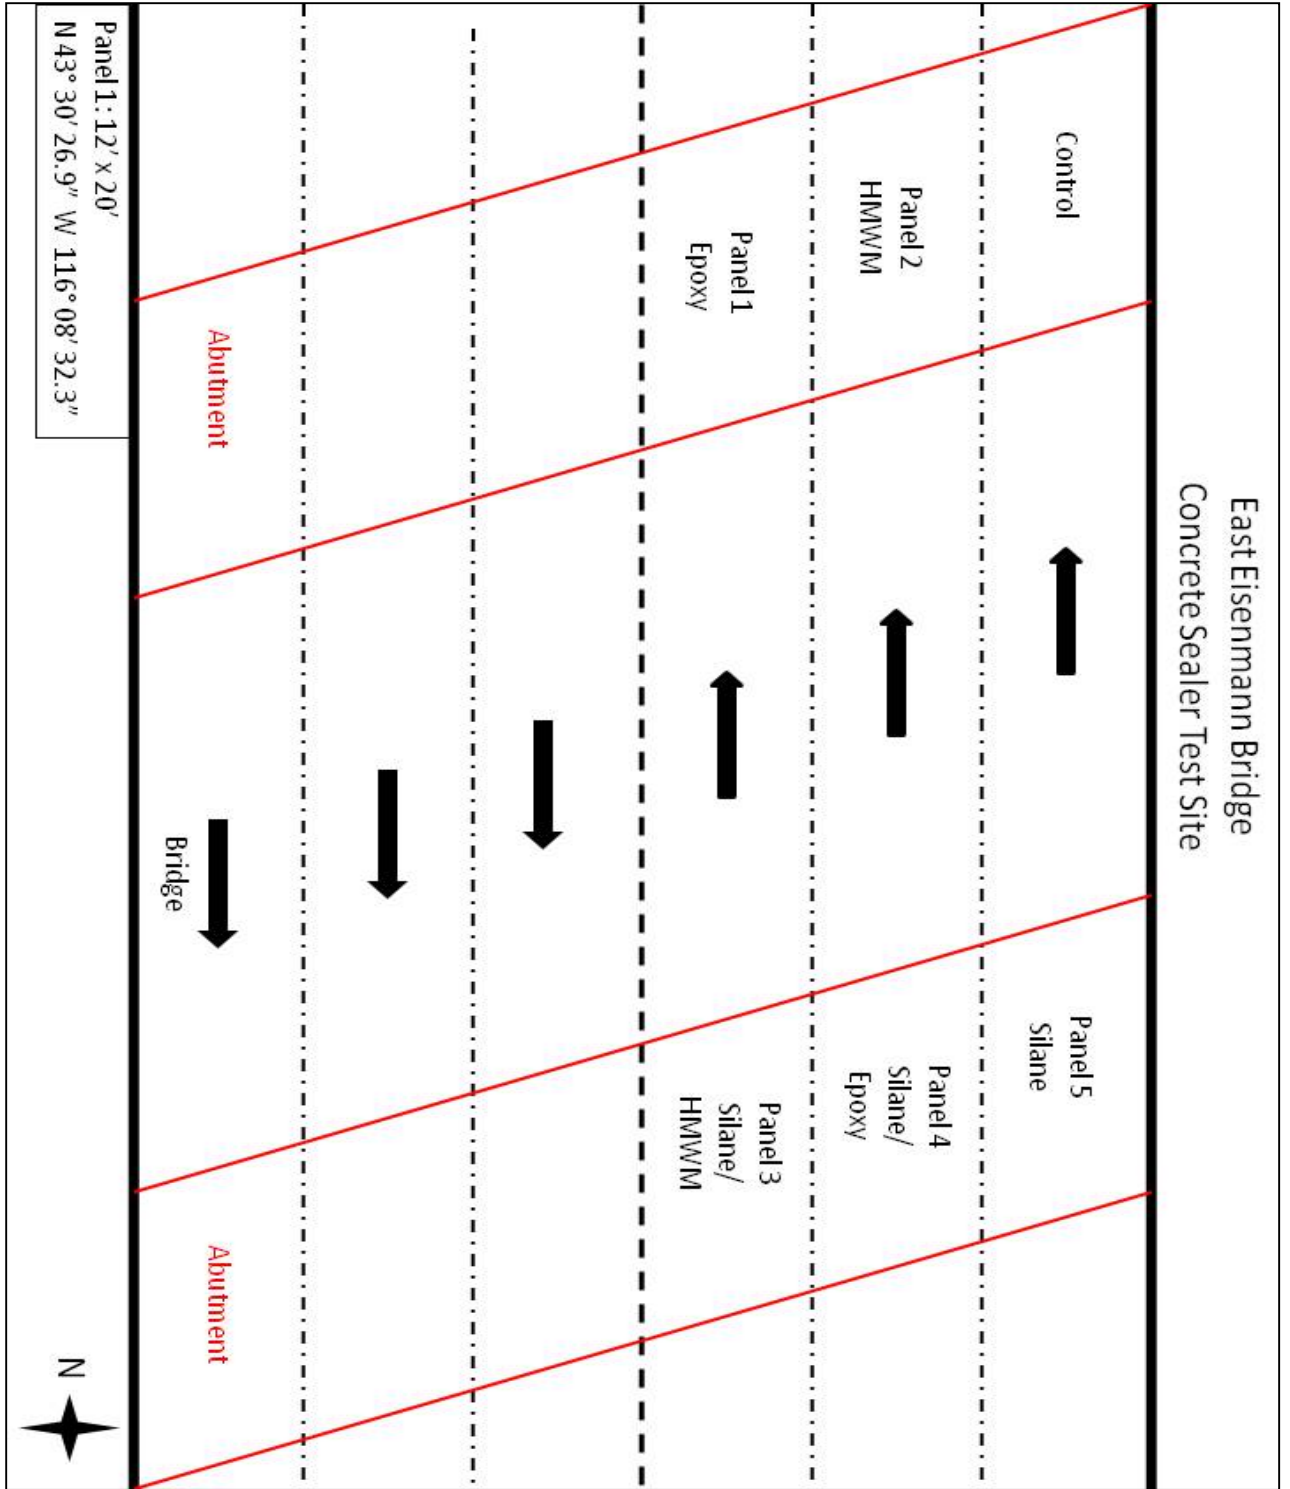 East Eisenmann Bridge
Concrete Sealer Test Site
Control
Panel 5
Silane
Panel 2
HMWM
Panel 4
Silane/
Epoxy
Panel 1
Epoxy
Panel 3
Silane/
HMWM
Bridge
Abutment
Abutment
Panel 1: 12' x 20'
N 43° 30' 26.9" W 116° 08' 32.3"
N